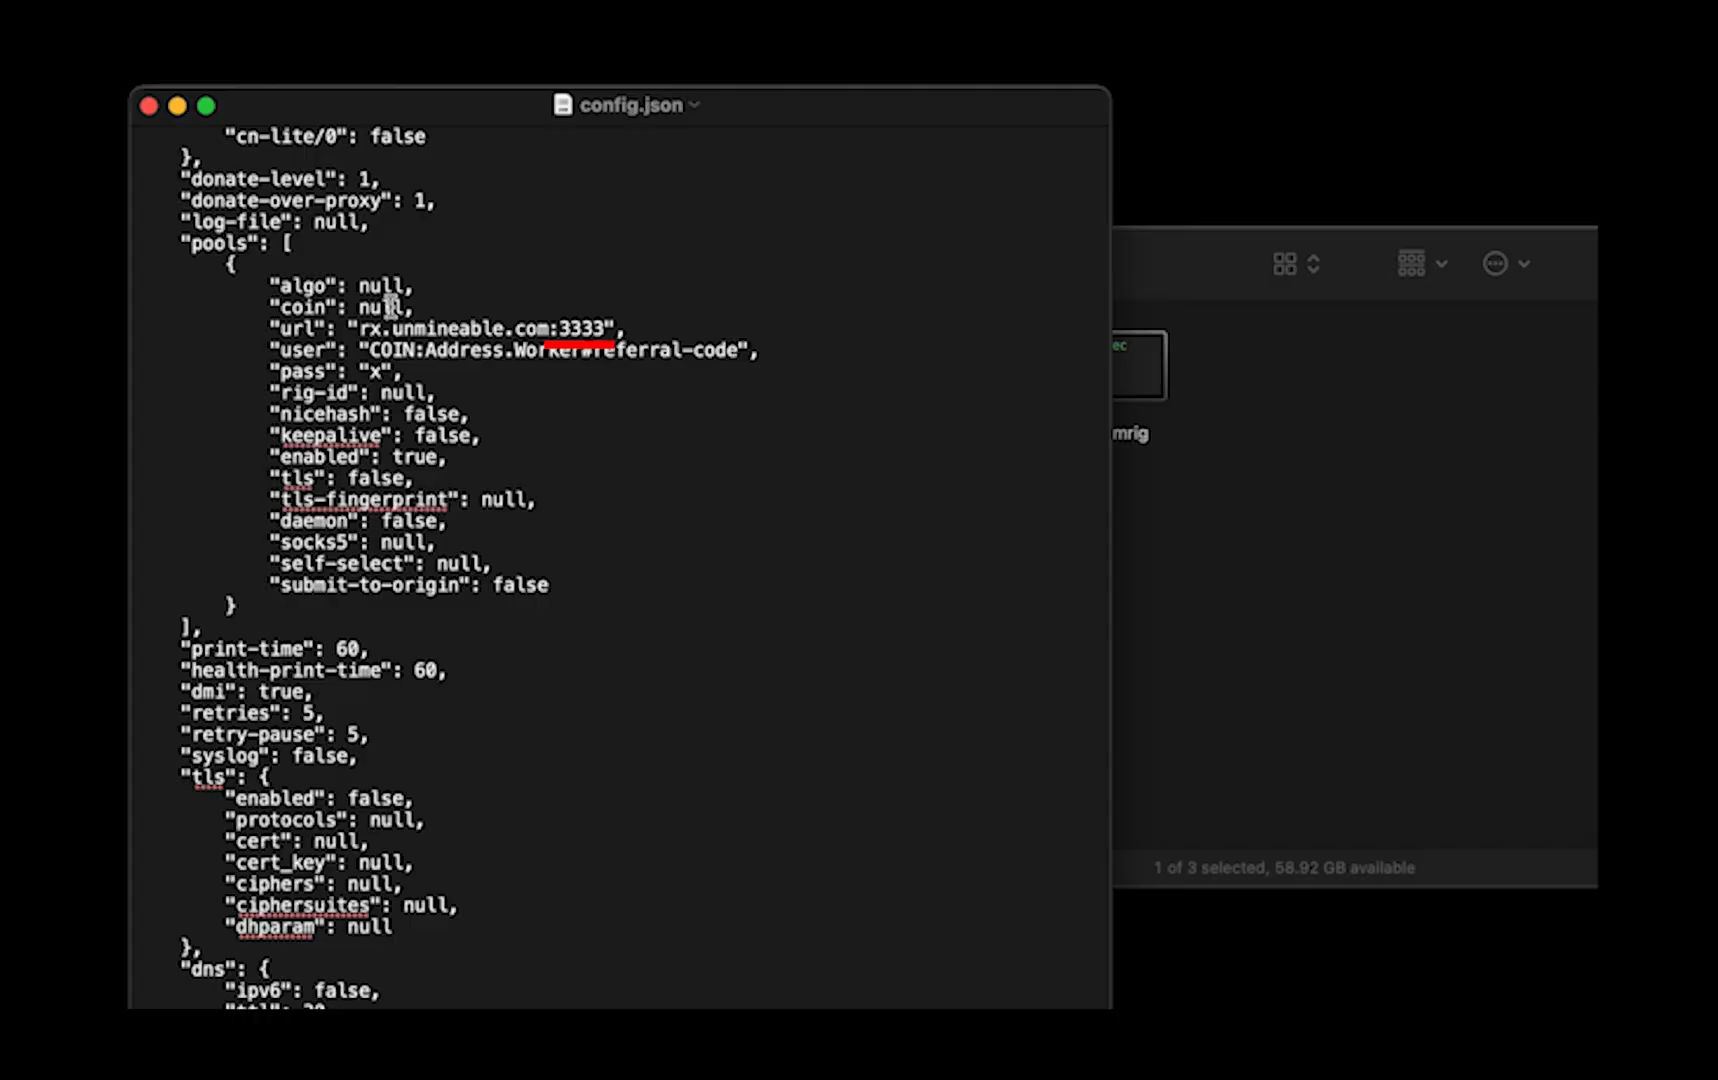 config.json
"cn-lite/0": false
},
"donate-level": 1,
"donate-over-proxy": 1,
"log-file": null,
"pools": [
{
"algo": null,
"coin": null,
"url": "rx.unmineable.com:3333",
"user": "COIN:Address.Worker#referral-code",
"pass": "x",
"rig-id": null,
"nicehash": false,
"keepalive": false,
"enabled": true,
"tls": false,
"tls-fingerprint": null,
"daemon": false,
"socks5": null,
"self-select": null,
"submit-to-origin": false
}
],
"print-time": 60,
"health-print-time": 60,
"dmi": true,
"retries": 5,
"retry-pause": 5,
"syslog": false,
"tls": {
"enabled": false,
"protocols": null,
"cert": null,
"cert_key": null,
"ciphers": null,
"ciphersuites": null,
"dhparam": null
},
"dns": {
"ipv6": false,
ec
mrig
1 of 3 selected, 58.92 GB available